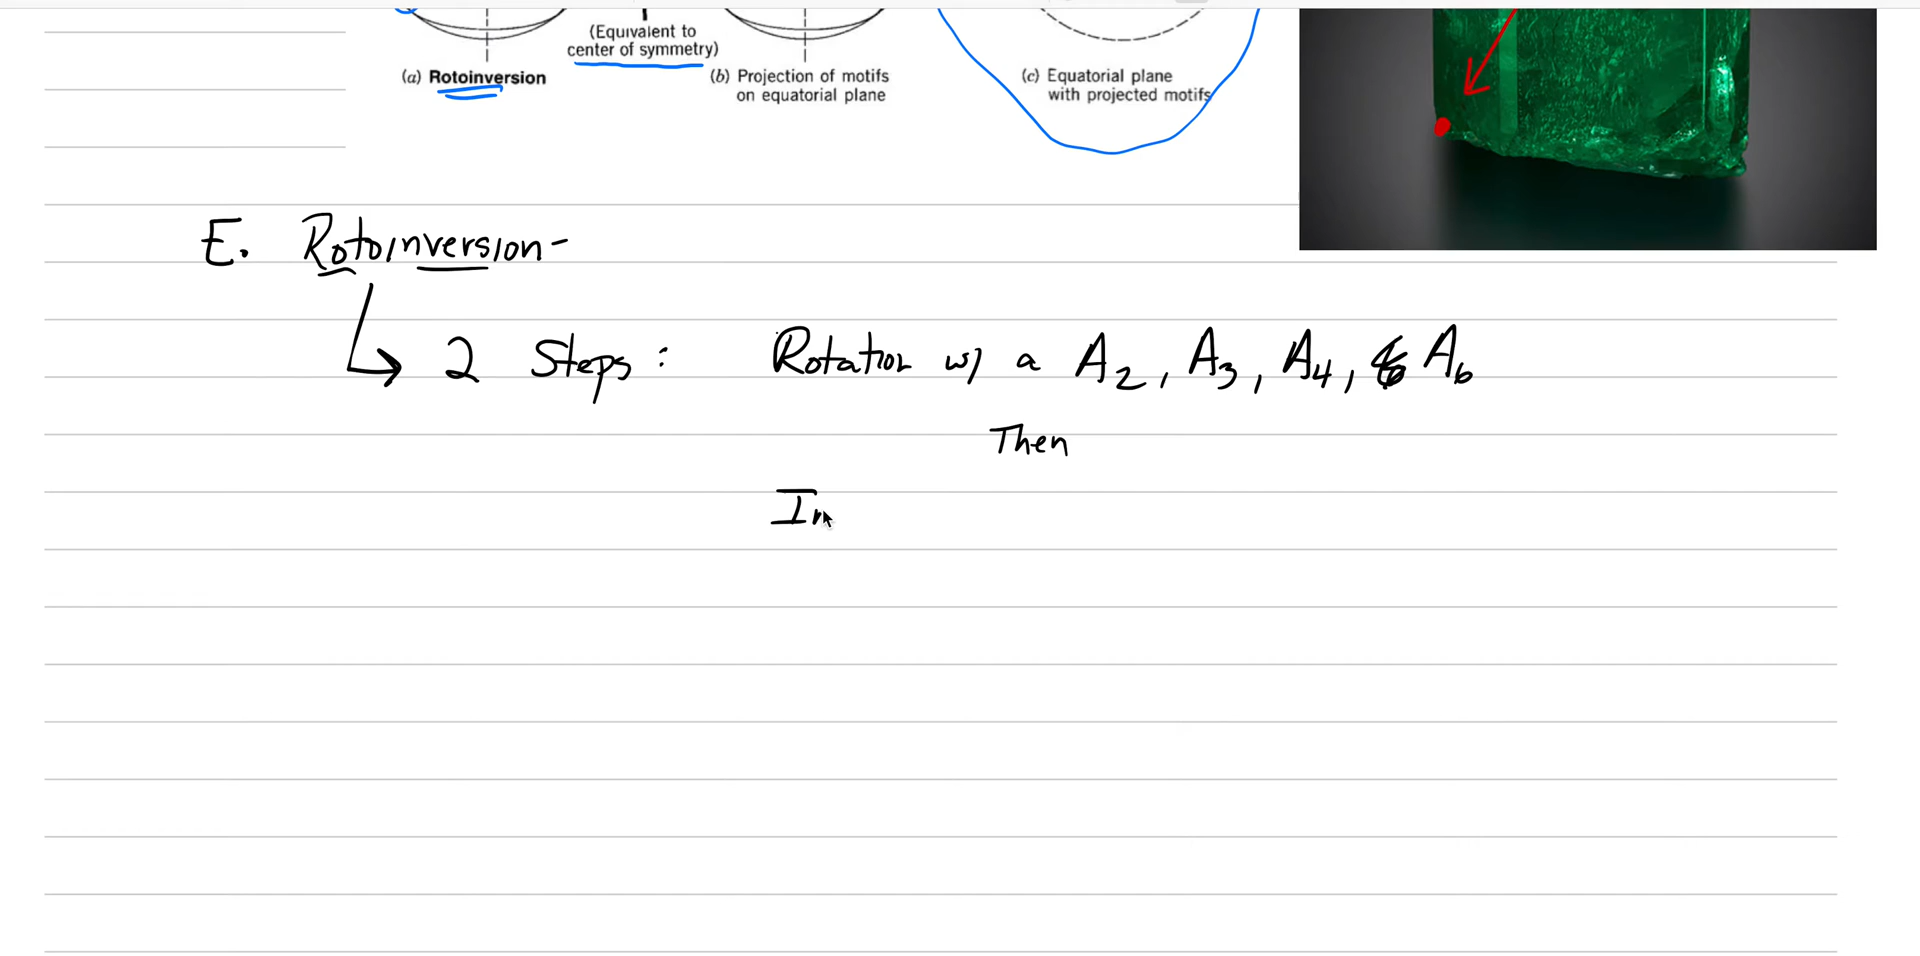 (Equivalent to
center of symmetry)
(a) Rotoinversion
(b) Projection of motifs
on equatorial plane
(c) Equatorial plane
with projected motifs
E. Rotoinversion-
2 Steps: Rotation w/ a A2, A3, A4, & A6
Then
In